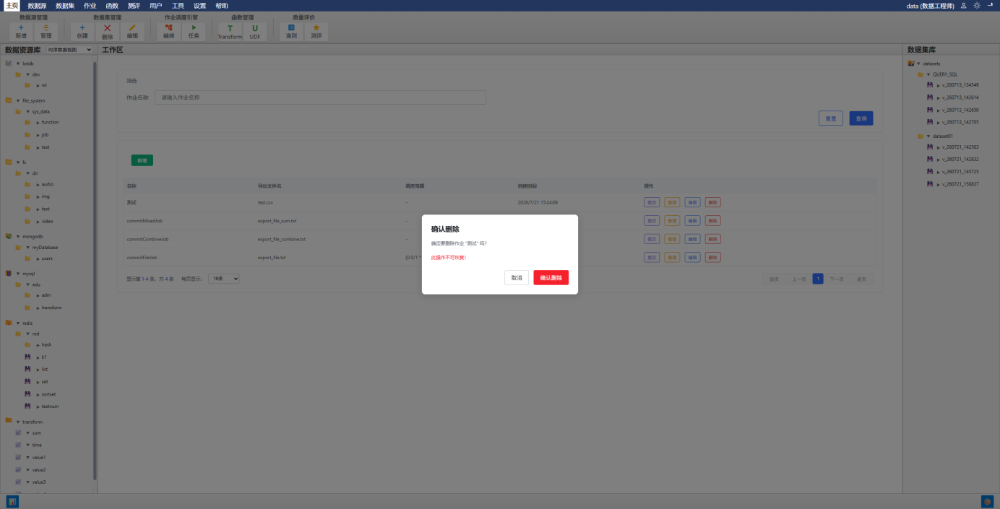 主页 数据源 数据集 作业 函数 测评 用户 工具 设置 帮助
data (数据工程师)
数据源管理 数据集管理 作业调度引擎 函数管理 质量评价
新增 管理 创建 删除 编辑 编排 任务 Transform UDF 准则 测评
数据资源库 时序数据视图
iotdb
dev
wt
file_system
sys_data
function
job
test
fs
dir
audio
img
text
video
mongodb
myDatabase
users
mysql
edu
adm
transform
redis
red
hash
k1
list
set
sortset
testnum
transform
sum
time
value1
value2
value3
工作区
筛选
作业名称 请输入作业名称
重置 查询
新增
名称 导出文件名 调度策略 创建时间 操作
测试 test.csv - 2026/7/21 15:24:06 提交 管理 编辑 删除
commitMixedJob export_file_sum.txt - 提交 管理 编辑 删除
commitCombineJob export_file_combine.txt 提交 管理 编辑 删除
commitFileJob export_file.txt (0 0/1 * 提交 管理 编辑 删除
显示第 1-4 条，共 4 条 每页显示： 10条
首页 上一页 1 下一页 尾页
确认删除
确定要删除作业 "测试" 吗？
此操作不可恢复！
取消 确认删除
数据集库
datasets
QUERY_SQL
v_260713_134549
v_260713_142614
v_260713_142650
v_260713_142705
dataset01
v_260721_142503
v_260721_142832
v_260721_145725
v_260721_150837